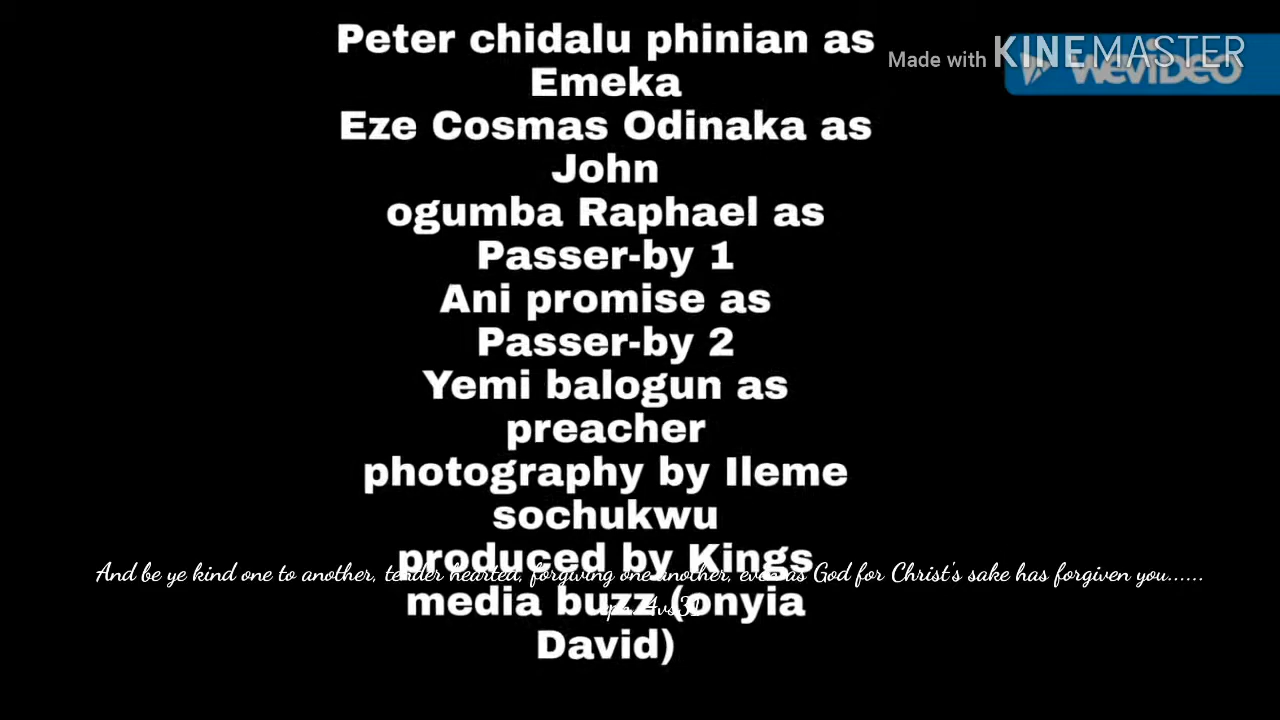 Peter chidalu phinian as
Emeka
Eze Cosmas Odinaka as
John
ogumba Raphael as
Passer-by 1
Ani promise as
Passer-by 2
Yemi balogun as
preacher
photography by Ileme
sochukwu
produced by Kings
media buzz (onyia
David)
And be ye kind one to another, tender hearted, forgiving one another, even as God for Christ's sake has forgiven you......
4vs31
Made with KINEMASTER
WEVIDEO